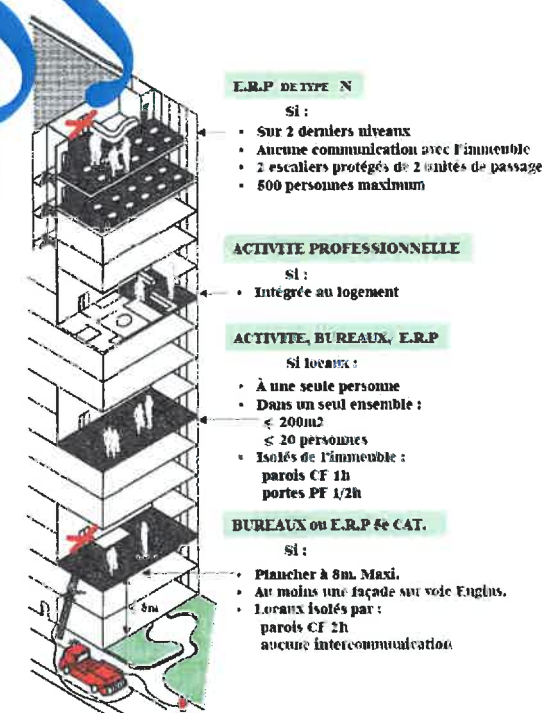 E.R.P DE TYPE N
Si :
• Sur 2 derniers niveaux
• Aucune communication avec l'immeuble
• 2 escaliers protégés de 2 unités de passage
• 500 personnes maximum
ACTIVITE PROFESSIONNELLE
Si :
• Intégrée au logement
ACTIVITE, BUREAUX, E.R.P
Si locaux :
• À une seule personne
• Dans un seul ensemble :
≤ 200m2
≤ 20 personnes
• Isolés de l'immeuble :
parois CF 1h
portes PF 1/2h
BUREAUX ou E.R.P 5e CAT.
Si :
• Plancher à 8m. Maxi.
• Au moins une façade sur voie Engins.
• Locaux isolés par :
parois CF 2h
aucune intercommunication
8m